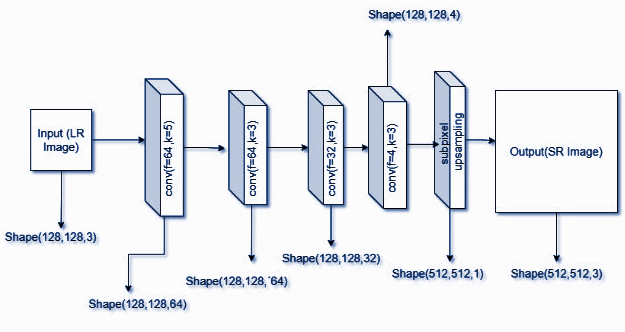 Shape(128,128,4)
Input (LR
Image)
conv(f=64,k=5)
conv(f=64,k=3)
conv(f=32,k=3)
conv(f=4,k=3)
subpixel
upsampling
Output(SR Image)
Shape(128,128,3)
Shape(128,128,64)
Shape(128,128,´64)
Shape(128,128,32)
Shape(512,512,1)
Shape(512,512,3)